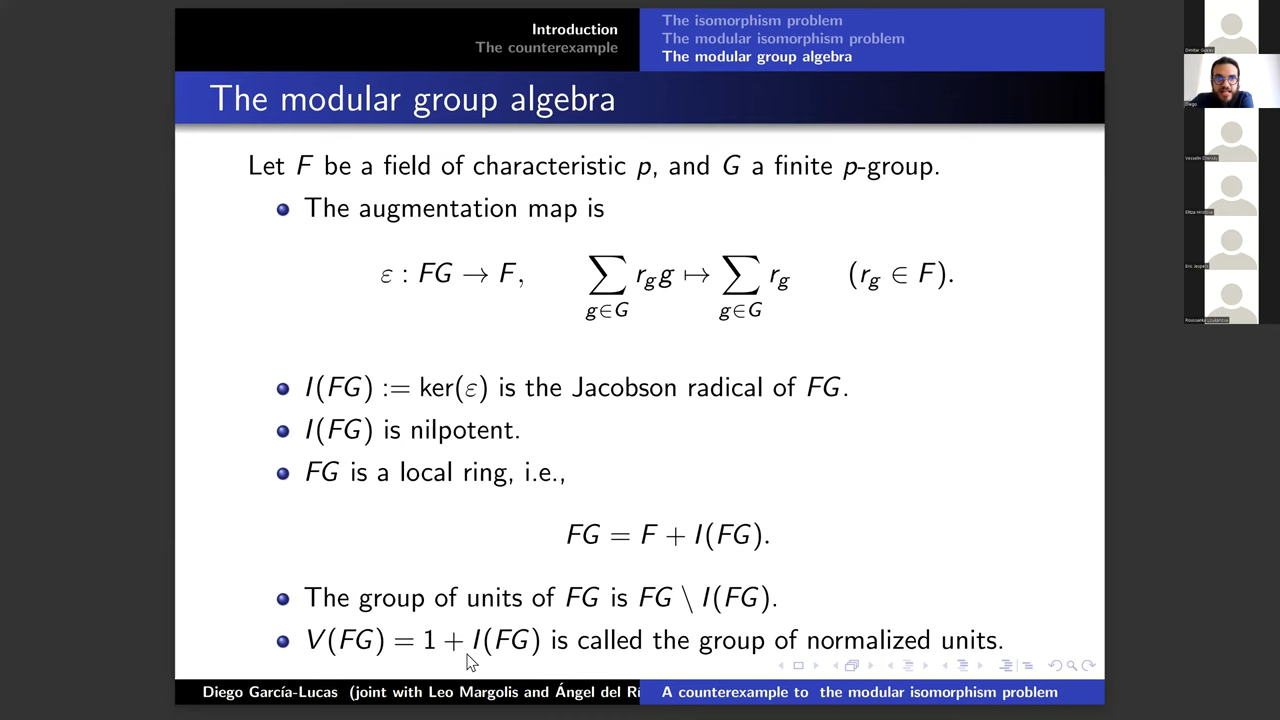 Introduction
The counterexample
The isomorphism problem
The modular isomorphism problem
The modular group algebra
The modular group algebra
Let F be a field of characteristic p, and G a finite p-group.
The augmentation map is
ε : FG → F, ∑_{g∈G} r_g g ↦ ∑_{g∈G} r_g (r_g ∈ F).
I(FG) := ker(ε) is the Jacobson radical of FG.
I(FG) is nilpotent.
FG is a local ring, i.e.,
FG = F + I(FG).
The group of units of FG is FG \ I(FG).
V(FG) = 1 + I(FG) is called the group of normalized units.
Diego García-Lucas (joint with Leo Margolis and Ángel del Rí
A counterexample to the modular isomorphism problem
Diego